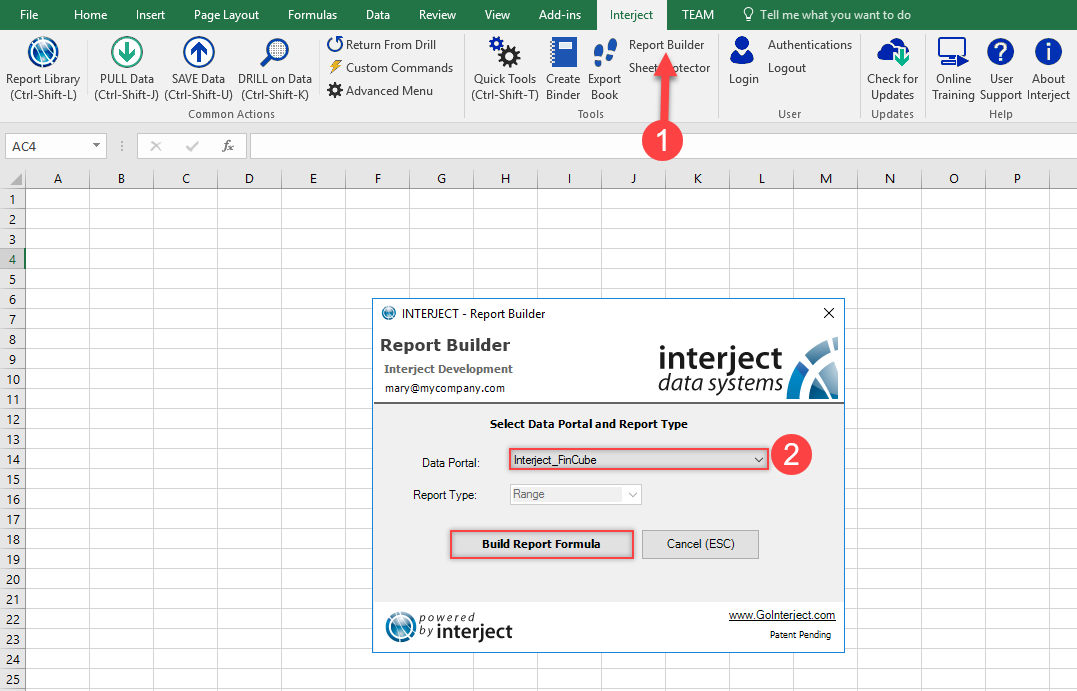 File Home Insert Page Layout Formulas Data Review View Add-ins Interject TEAM Tell me what you want to do
Report Library
(Ctrl-Shift-L)
PULL Data
(Ctrl-Shift-J)
SAVE Data
(Ctrl-Shift-U)
DRILL on Data
(Ctrl-Shift-K)
Return From Drill
Custom Commands
Advanced Menu
Common Actions
Quick Tools
(Ctrl-Shift-T)
Create
Binder
Export
Book
Report Builder
Tools
Login
Authentications
Logout
User
Check for
Updates
Updates
Online
Training
User
Support
About
Interject
Help
1
AC4
fx
A B C D E F G H I J K L M N O P
1
2
3
4
5
6
7
8
9
10
11
12
13
14
15
16
17
18
19
20
21
22
23
24
25
INTERJECT - Report Builder
Report Builder
Interject Development
mary@mycompany.com
interject
data systems
Select Data Portal and Report Type
Data Portal: Interject_FinCube
2
Report Type: Range
Build Report Formula Cancel (ESC)
powered
by interject
www.GoInterject.com
Patent Pending